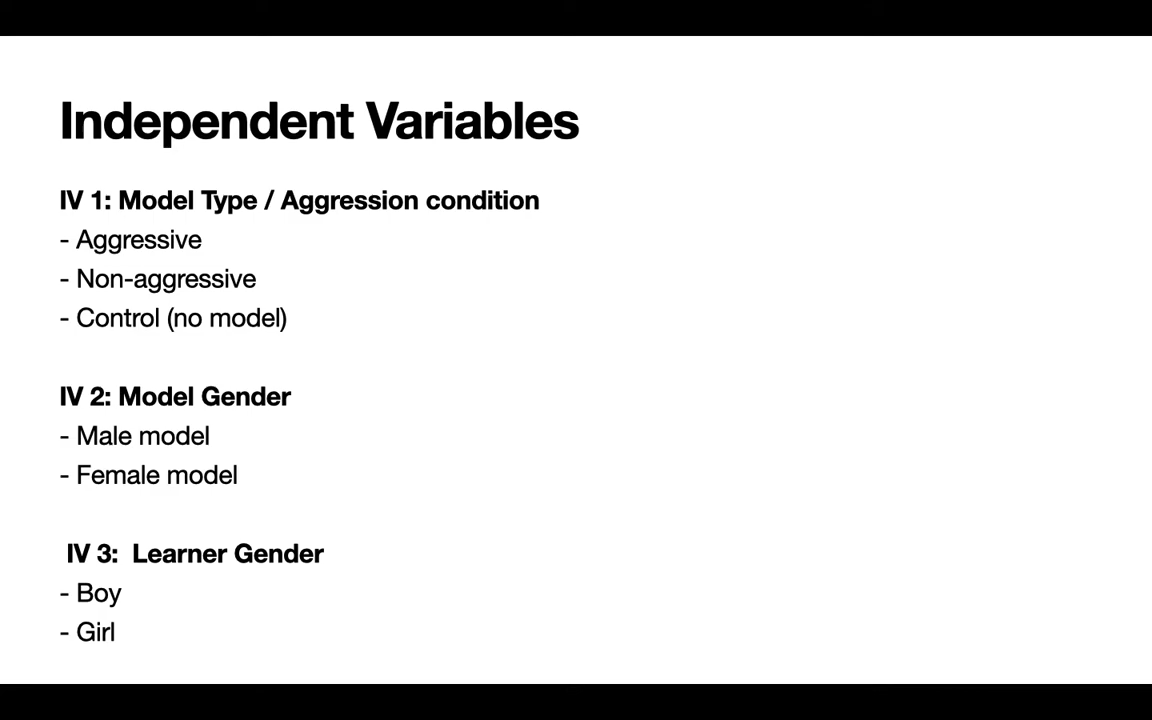 Independent Variables
IV 1: Model Type / Aggression condition
- Aggressive
- Non-aggressive
- Control (no model)
IV 2: Model Gender
- Male model
- Female model
IV 3:  Learner Gender
- Boy
- Girl